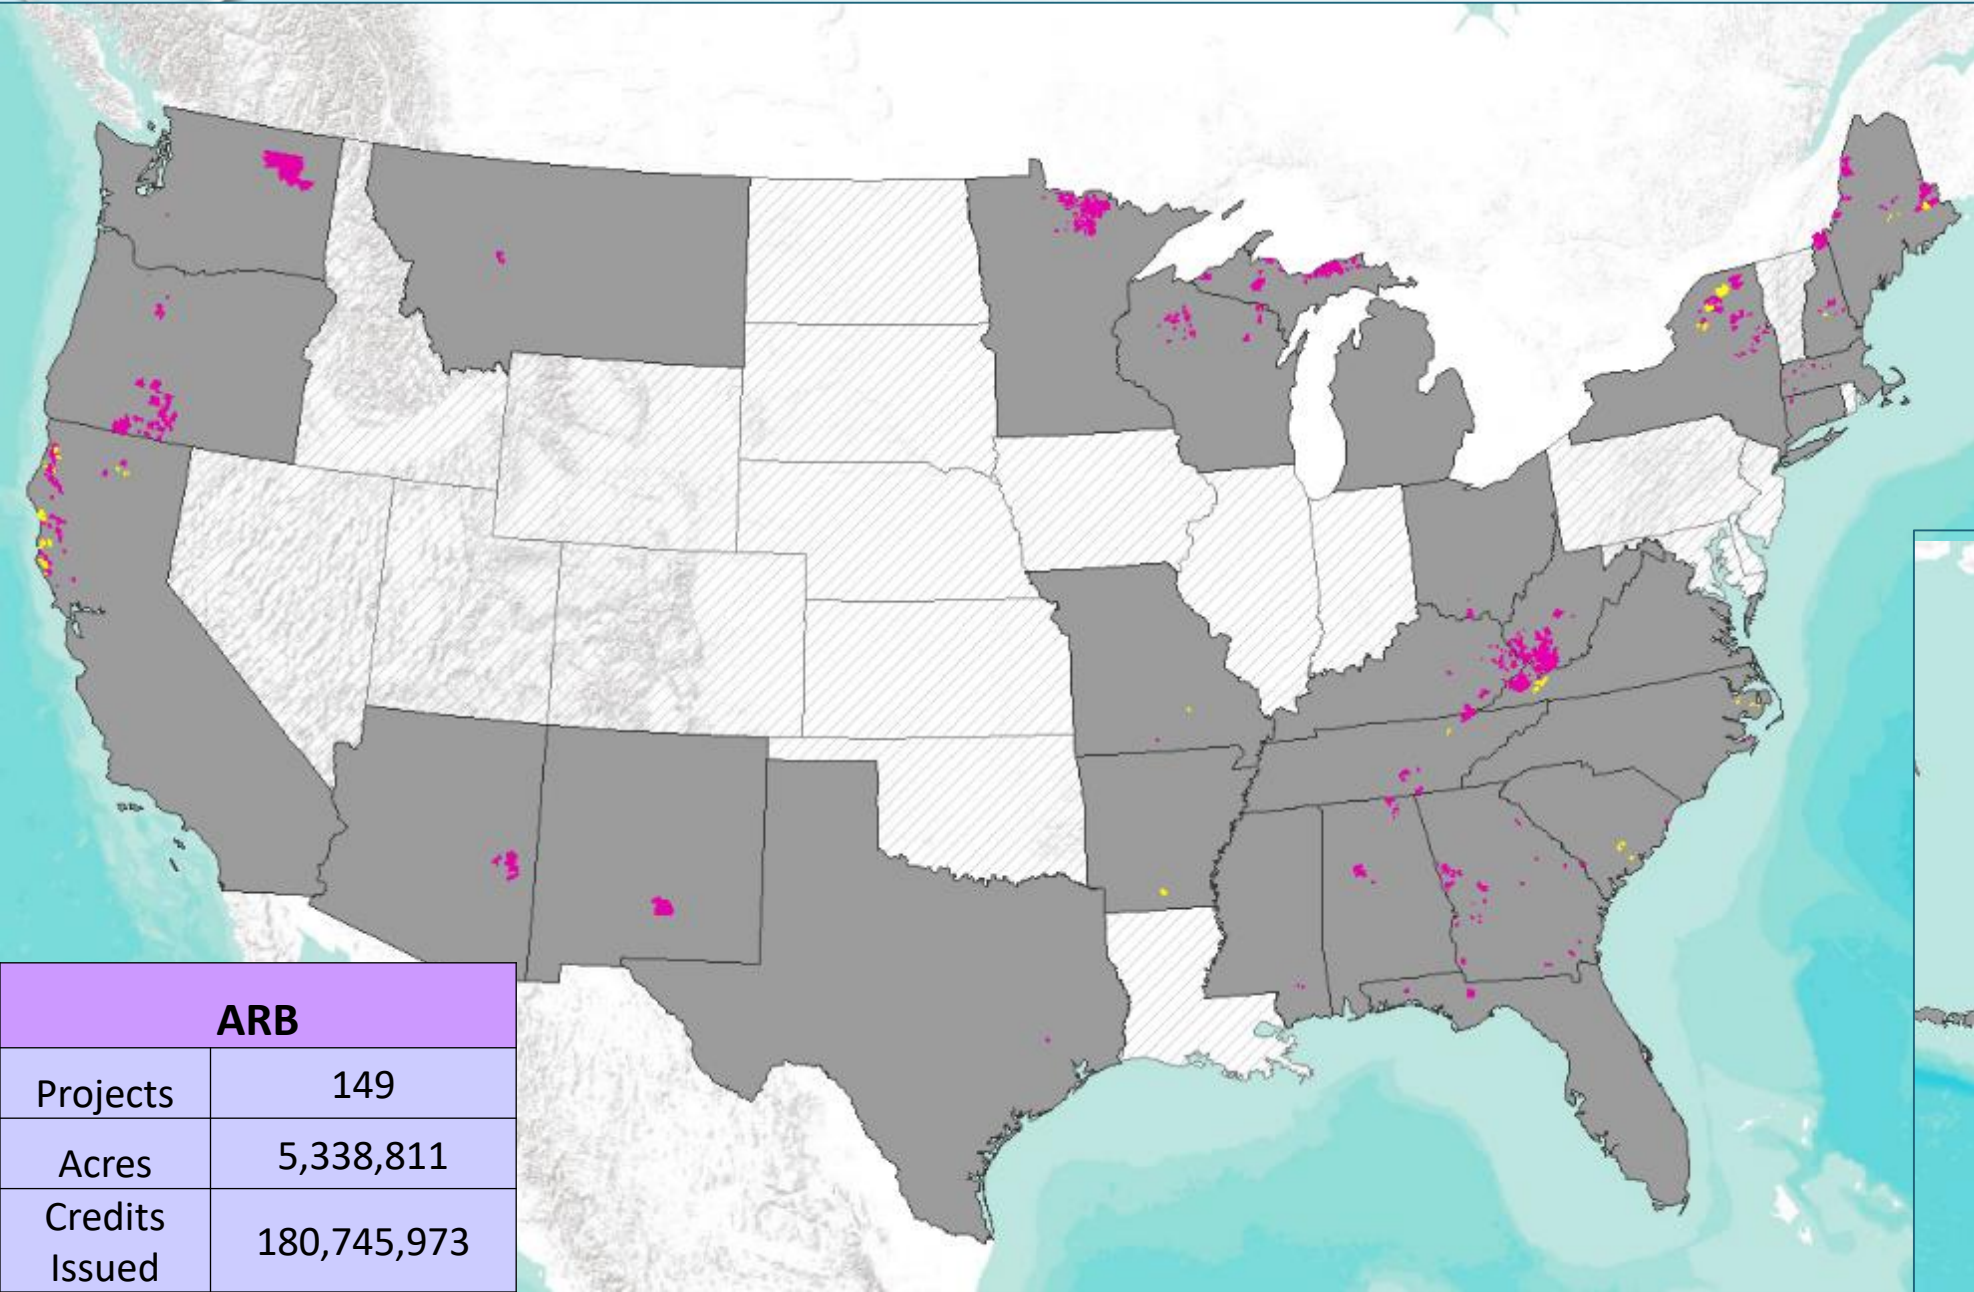 ARB
Projects 149
Acres 5,338,811
Credits
Issued 180,745,973